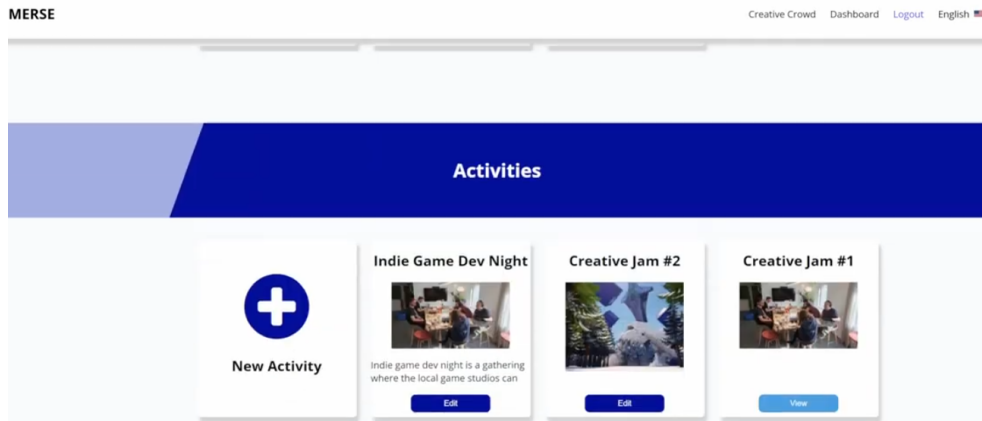 MERSE
Creative Crowd Dashboard Logout English
Activities
New Activity
Indie Game Dev Night
Indie game dev night is a gathering
where the local game studios can
Edit
Creative Jam #2
Edit
Creative Jam #1
View